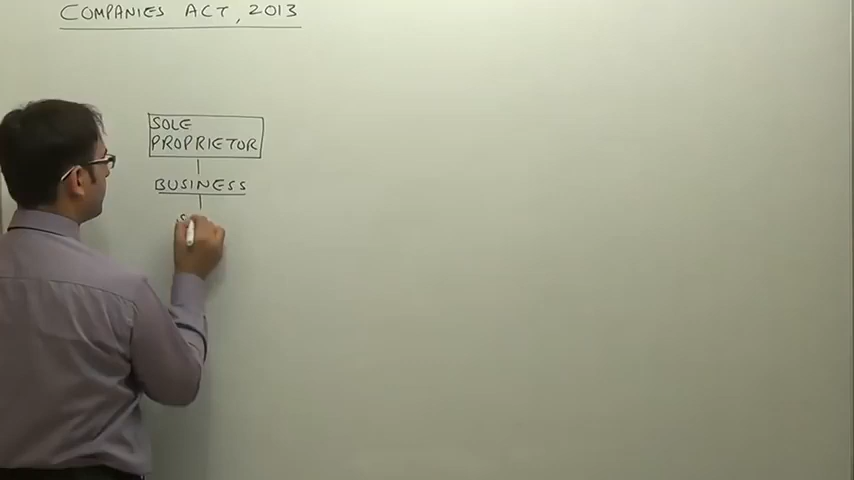 COMPANIES ACT, 2013
SOLE
PROPRIETOR
BUSINESS